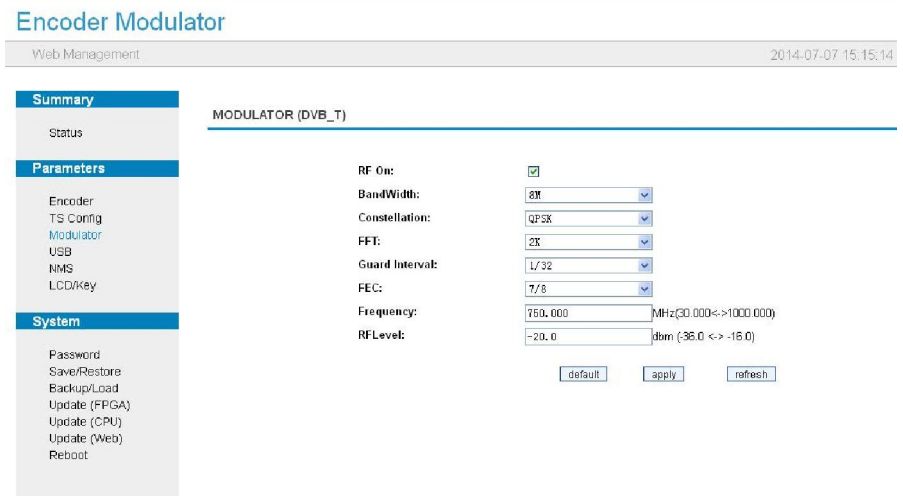 Encoder Modulator
Web Management 2014-07-07 15:15:14
Summary
Status
Parameters
Encoder
TS Config
Modulator
USB
NMS
LCD/Key
System
Password
Save/Restore
Backup/Load
Update (FPGA)
Update (CPU)
Update (Web)
Reboot
MODULATOR (DVB_T)
RF On:
BandWidth: 8M
Constellation: QPSK
FFT: 2K
Guard Interval: 1/32
FEC: 7/8
Frequency: 750.000 MHz(30.000<->1000.000)
RFLevel: -20.0 dbm (-36.0 <-> -16.0)
default apply refresh